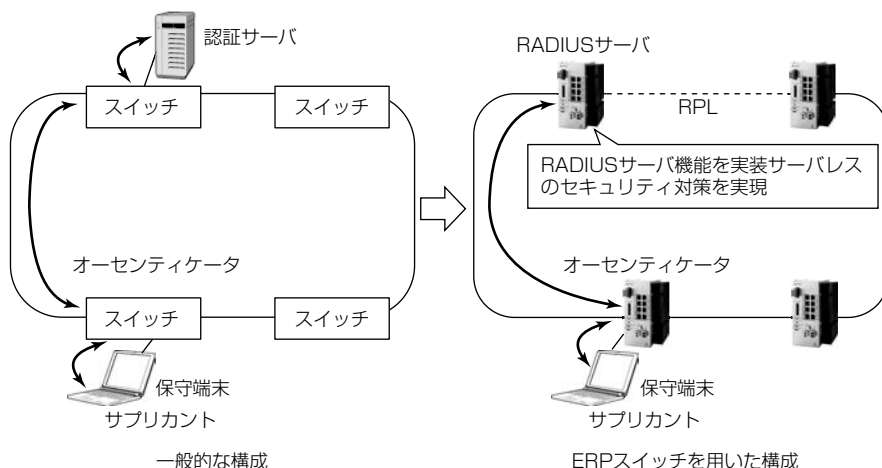 認証サーバ
スイッチ
スイッチ
オーセンティケータ
スイッチ
スイッチ
保守端末
サプリカント
一般的な構成
RADIUSサーバ
RPL
RADIUSサーバ機能を実装サーバレス
のセキュリティ対策を実現
オーセンティケータ
保守端末
サプリカント
ERPスイッチを用いた構成